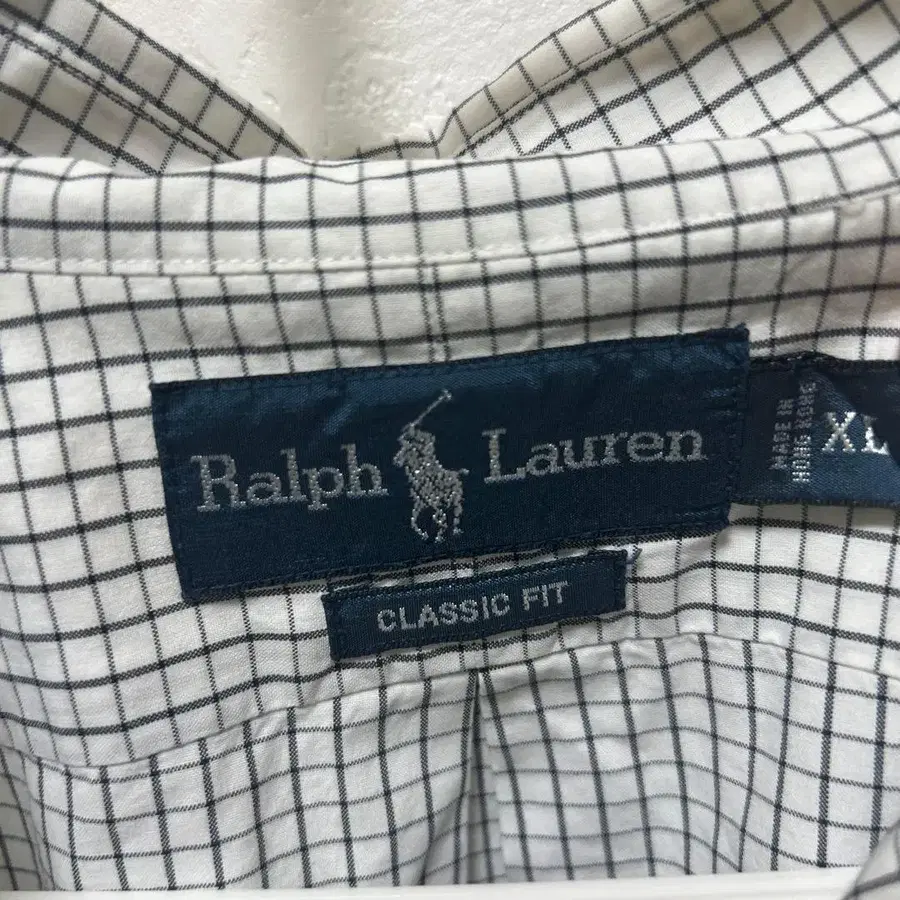 Ralph Lauren
CLASSIC FIT
MADE IN
HONG KONG
XL